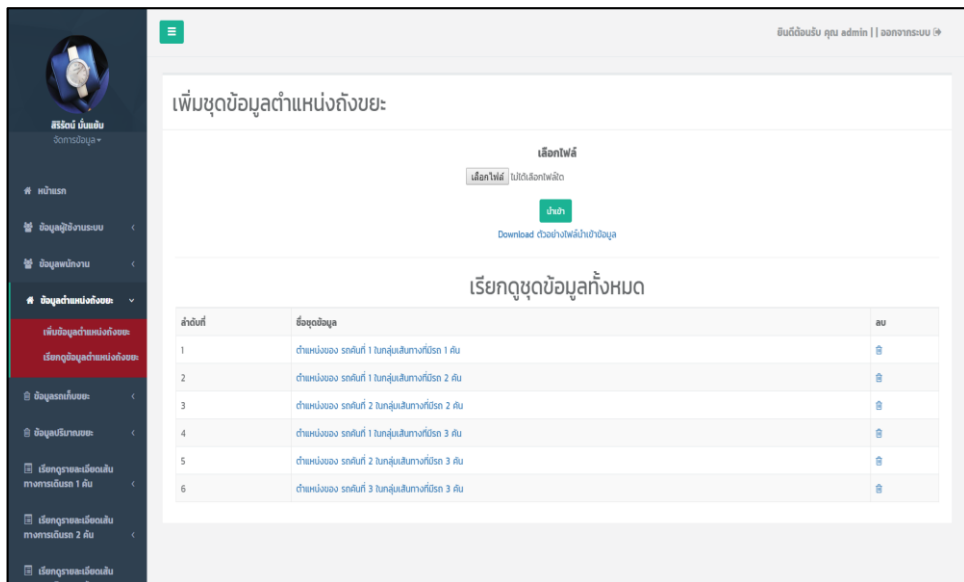 ยินดีต้อนรับ คุณ admin | | ออกจากระบบ
สิริรัตน์ มั่นแย้ม
จัดการข้อมูล
หน้าแรก
ข้อมูลผู้ใช้งานระบบ
ข้อมูลพนักงาน
ข้อมูลตำแหน่งถังขยะ
เพิ่มข้อมูลตำแหน่งถังขยะ
เรียกดูข้อมูลตำแหน่งถังขยะ
ข้อมูลรถเก็บขยะ
ข้อมูลปริมาณขยะ
เรียกดูรายละเอียดเส้น
ทางการเดินรถ 1 คัน
เรียกดูรายละเอียดเส้น
ทางการเดินรถ 2 คัน
เรียกดูรายละเอียดเส้น
เพิ่มชุดข้อมูลตำแหน่งถังขยะ
เลือกไฟล์
เลือกไฟล์ ไม่ได้เลือกไฟล์ใด
นำเข้า
Download ตัวอย่างไฟล์นำเข้าข้อมูล
เรียกดูชุดข้อมูลทั้งหมด
ลำดับที่ ชื่อชุดข้อมูล ลบ
1 ตำแหน่งของ รถคันที่ 1 ในกลุ่มเส้นทางที่มีรถ 1 คัน
2 ตำแหน่งของ รถคันที่ 1 ในกลุ่มเส้นทางที่มีรถ 2 คัน
3 ตำแหน่งของ รถคันที่ 2 ในกลุ่มเส้นทางที่มีรถ 2 คัน
4 ตำแหน่งของ รถคันที่ 1 ในกลุ่มเส้นทางที่มีรถ 3 คัน
5 ตำแหน่งของ รถคันที่ 2 ในกลุ่มเส้นทางที่มีรถ 3 คัน
6 ตำแหน่งของ รถคันที่ 3 ในกลุ่มเส้นทางที่มีรถ 3 คัน